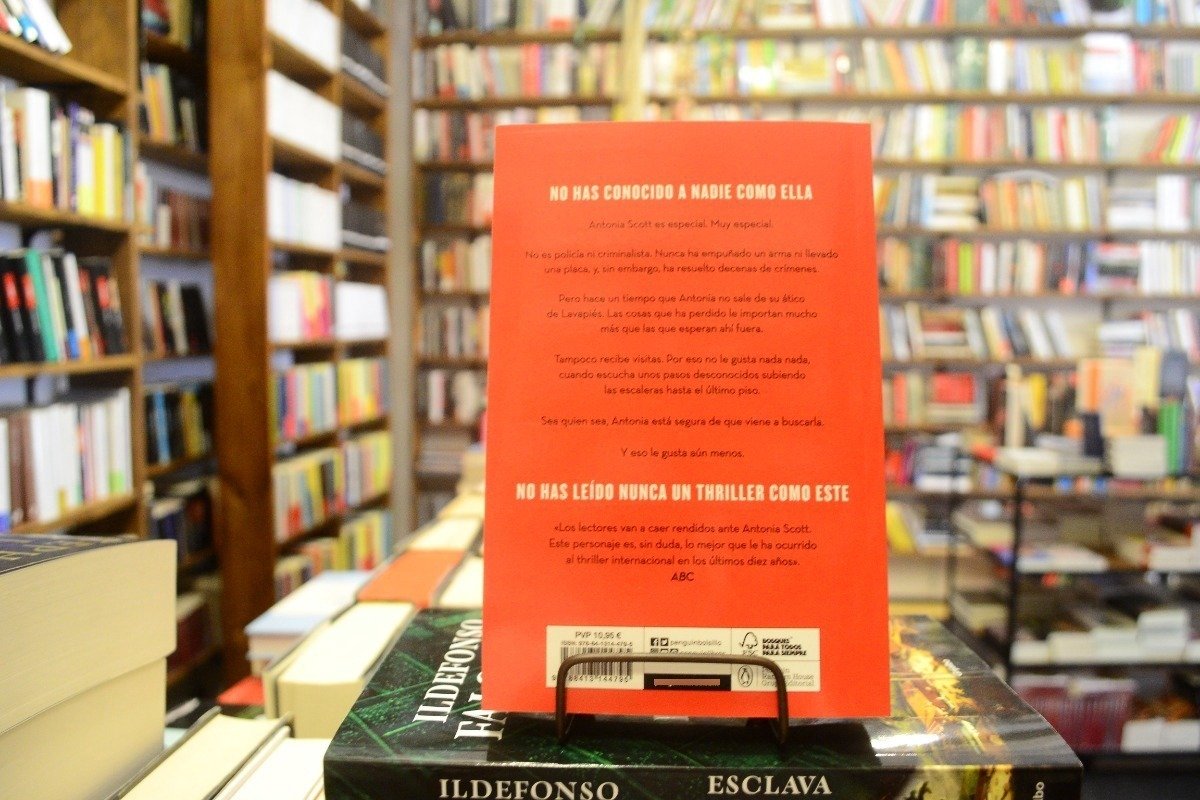 NO HAS CONOCIDO A NADIE COMO ELLA
Antonia Scott es especial. Muy especial.
No es policía ni criminalista. Nunca ha empuñado un arma ni llevado
una placa, y, sin embargo, ha resuelto decenas de crímenes.
Pero hace un tiempo que Antonia no sale de su ático
de Lavapiés. Las cosas que ha perdido le importan mucho
más que las que esperan ahí fuera.
Tampoco recibe visitas. Por eso no le gusta nada nada,
cuando escucha unos pasos desconocidos subiendo
las escaleras hasta el último piso.
Sea quien sea, Antonia está segura de que viene a buscarla.
Y eso le gusta aún menos.
NO HAS LEÍDO NUNCA UN THRILLER COMO ESTE
«Los lectores van a caer rendidos ante Antonia Scott.
Este personaje es, sin duda, lo mejor que le ha ocurrido
al thriller internacional en los últimos diez años».
ABC
PVP 10,95 €
penguinbolsillo
BOSQUES
PARA TODOS
PARA SIEMPRE
FSC
Random House
Grupo Editorial
ILDEFONSO
ILDEFONSO
ESCLAVA